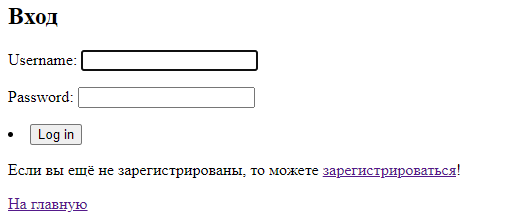 Вход
Username:
Password:
Log in
Если вы ещё не зарегистрированы, то можете зарегистрироваться!
На главную